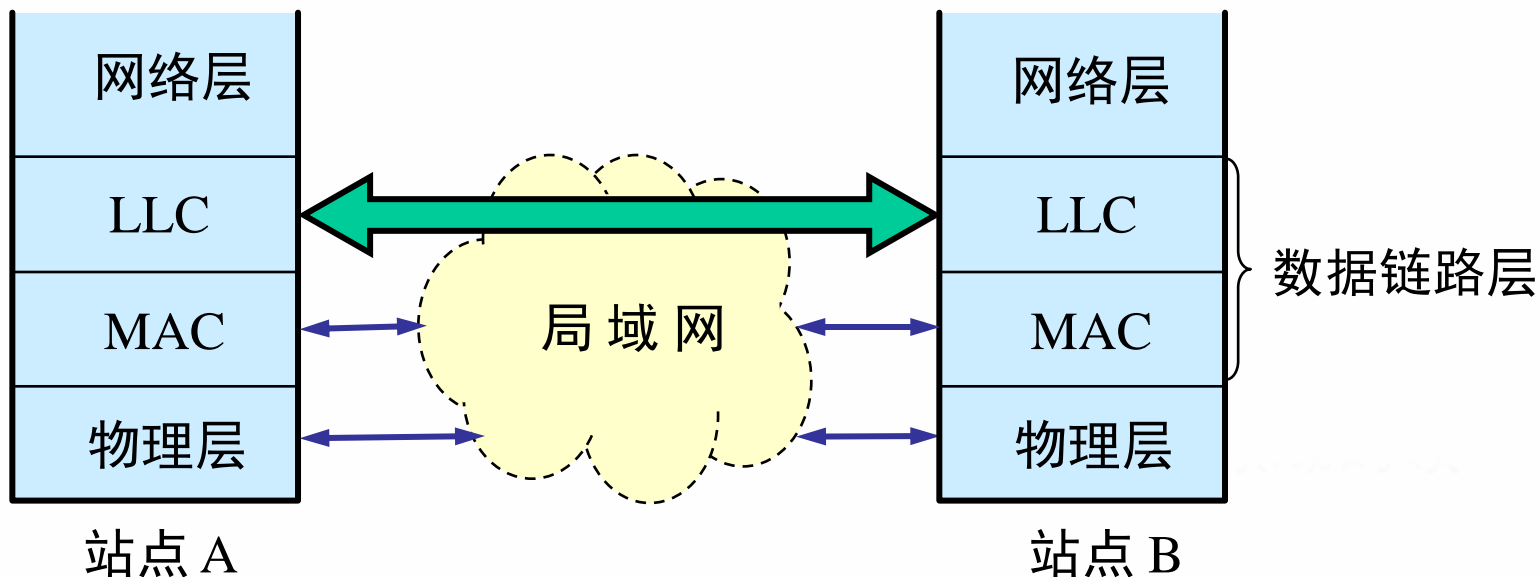 网络层
LLC
MAC
物理层
站点 A
局 域 网
网络层
LLC
MAC
物理层
站点 B
数据链路层